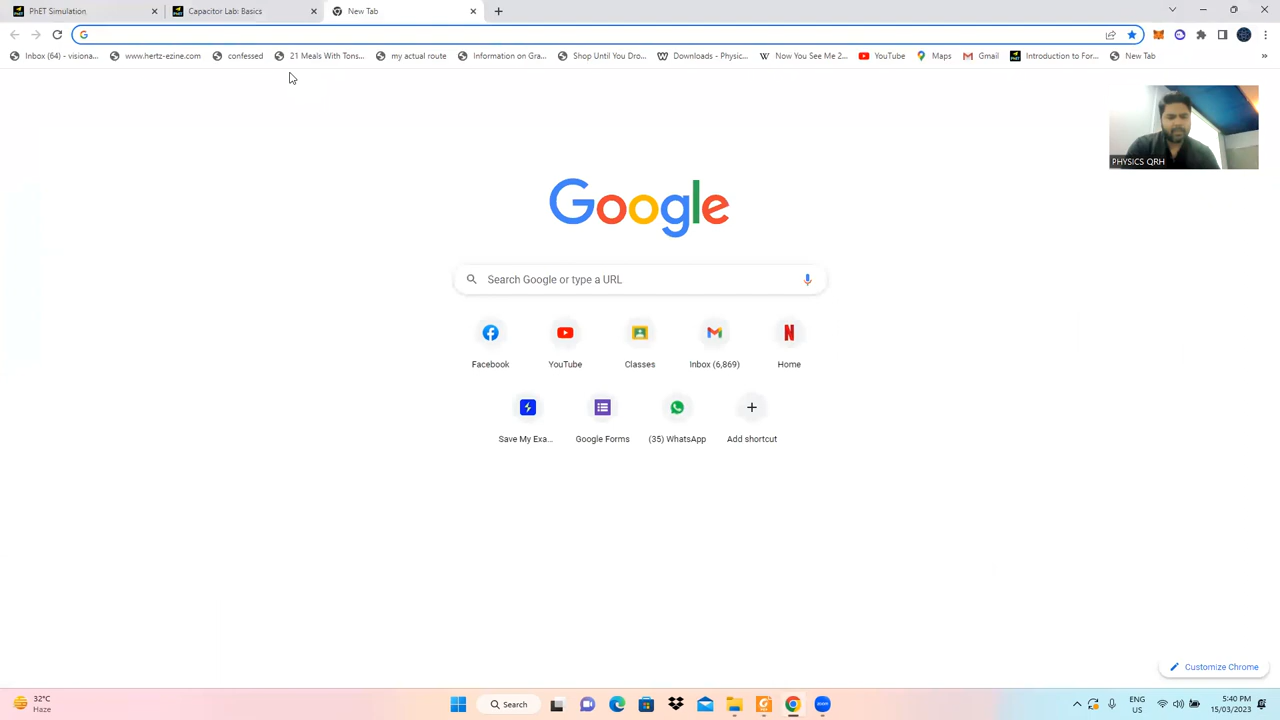 PhET Simulation
Capacitor Lab: Basics
New Tab
Inbox (64) - visiona...
www.hertz-ezine.com
confessed
21 Meals With Tons...
my actual route
Information on Gra...
Shop Until You Dro...
Downloads - Physic...
Now You See Me 2...
YouTube
Maps
Gmail
Introduction to For...
New Tab
»
PHYSICS QRH
Google
Search Google or type a URL
Facebook
YouTube
Classes
Inbox (6,869)
Home
Save My Exa...
Google Forms
(35) WhatsApp
Add shortcut
Customize Chrome
32°C
Haze
Search
zoom
ENG
US
5:40 PM
15/03/2023